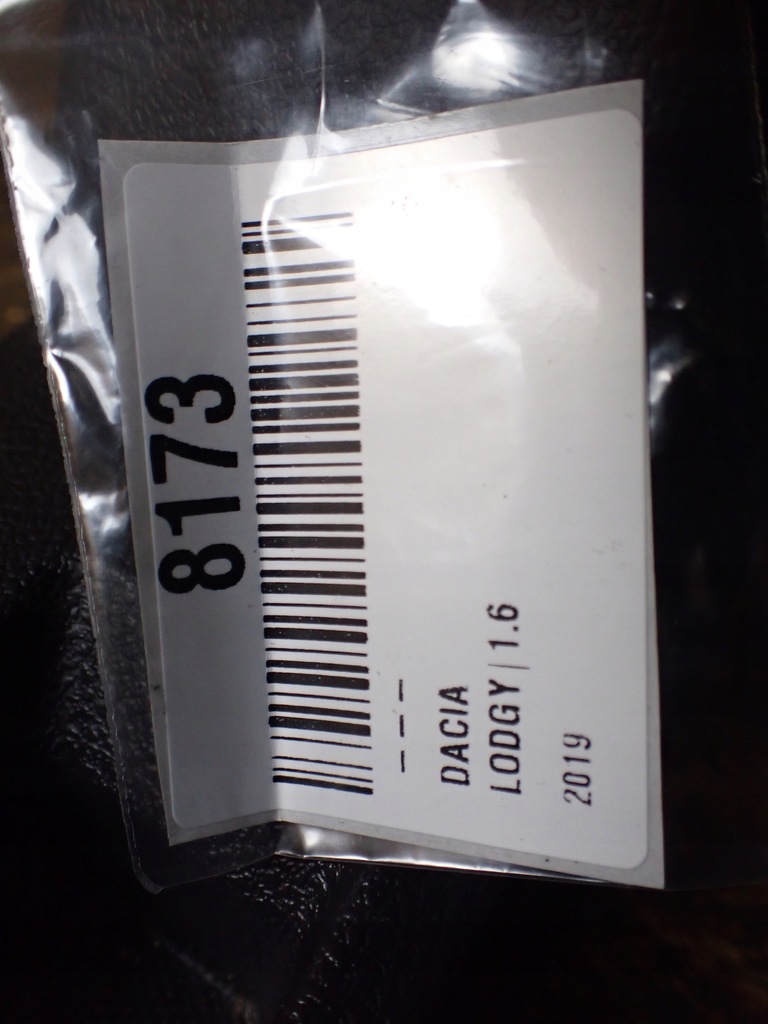 8173
– – –
DACIA
LODGY | 1.6
2019